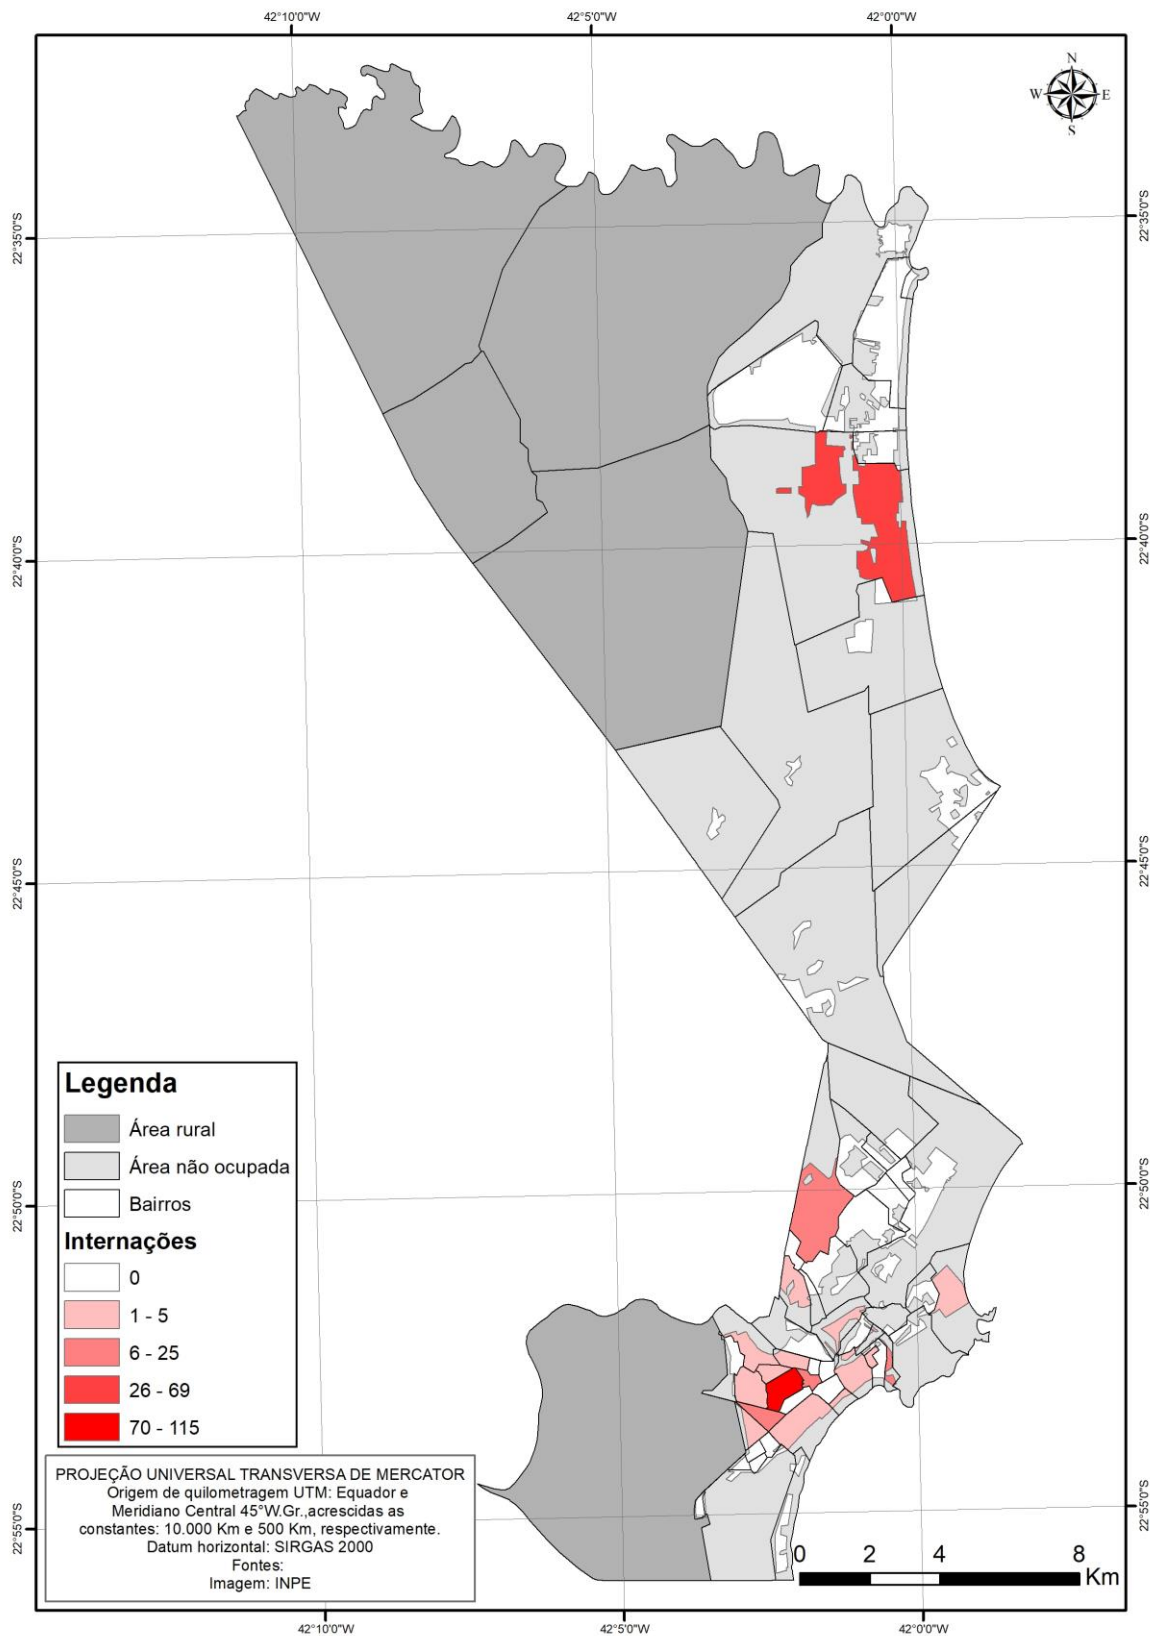 42°10'0"W
42°5'0"W
42°0'0"W
N
W
E
S
22°35'0"S
22°35'0"S
22°40'0"S
22°40'0"S
22°45'0"S
22°45'0"S
22°50'0"S
22°50'0"S
22°55'0"S
22°55'0"S
Legenda
Área rural
Área não ocupada
Bairros
Internações
0
1 - 5
6 - 25
26 - 69
70 - 115
PROJEÇÃO UNIVERSAL TRANSVERSA DE MERCATOR
Origem de quilometragem UTM: Equador e
Meridiano Central 45°W.Gr.,acrescidas as
constantes: 10.000 Km e 500 Km, respectivamente.
Datum horizontal: SIRGAS 2000
Fontes:
Imagem: INPE
0 2 4 8
Km
42°10'0"W
42°5'0"W
42°0'0"W